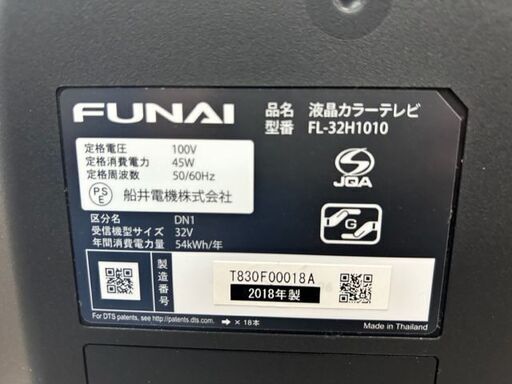 FUNAI
品名 液晶カラーテレビ
型番 FL-32H1010
定格電圧 100V
定格消費電力 45W
定格周波数 50/60Hz
PSE 船井電機株式会社
JQA
G
区分名 DN1
受信機型サイズ 32V
年間消費電力量 54kWh/年
製造番号
T830F00018A
2018年製
For DTS patents, see http://patents.dts.com.
→ × 18本
Made in Thailand